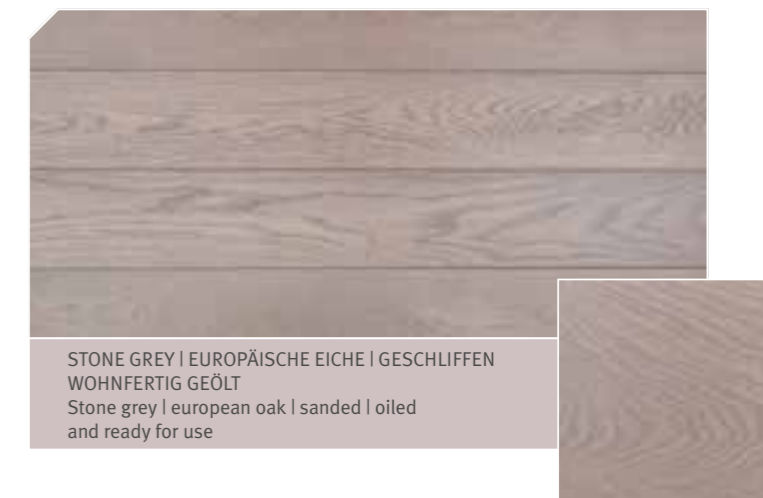 STONE GREY | EUROPÄISCHE EICHE | GESCHLIFFEN
WOHNFERTIG GEÖLT
Stone grey | european oak | sanded | oiled
and ready for use